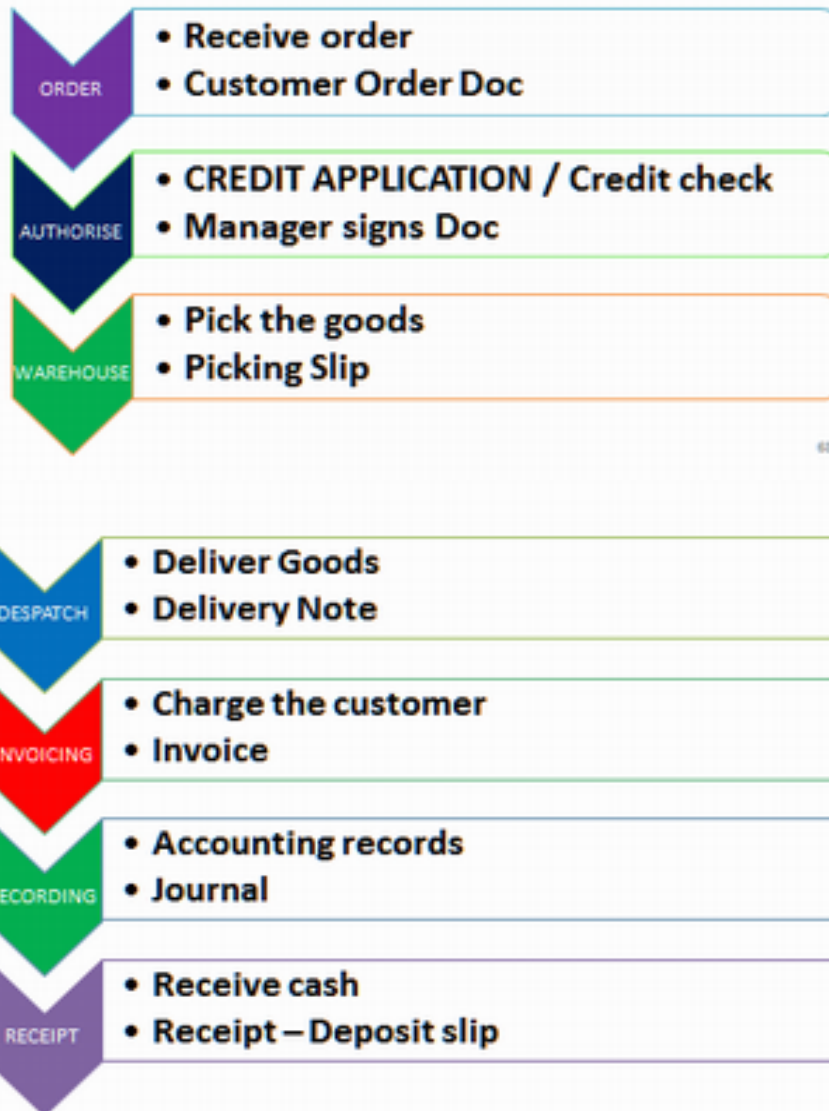 ORDER
• Receive order
• Customer Order Doc
AUTHORISE
• CREDIT APPLICATION / Credit check
• Manager signs Doc
WAREHOUSE
• Pick the goods
• Picking Slip
DESPATCH
• Deliver Goods
• Delivery Note
NVOICING
• Charge the customer
• Invoice
ECORDING
• Accounting records
• Journal
RECEIPT
• Receive cash
• Receipt – Deposit slip